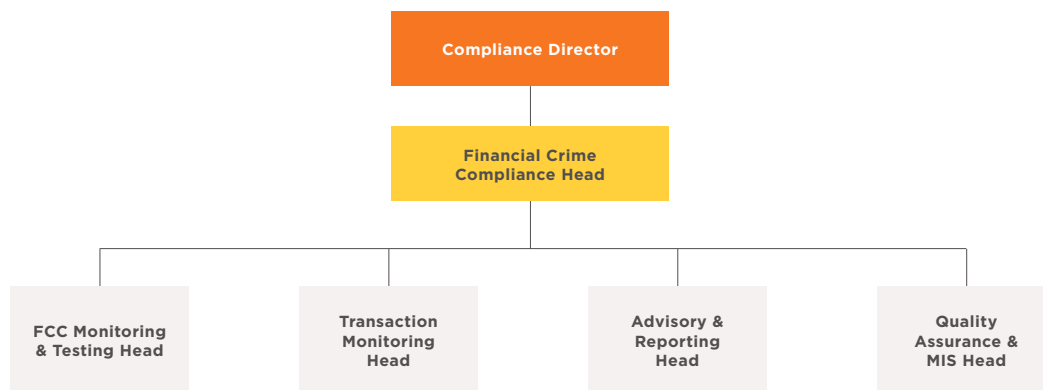 Compliance Director
Financial Crime
Compliance Head
FCC Monitoring
& Testing Head
Transaction
Monitoring
Head
Advisory &
Reporting
Head
Quality
Assurance &
MIS Head